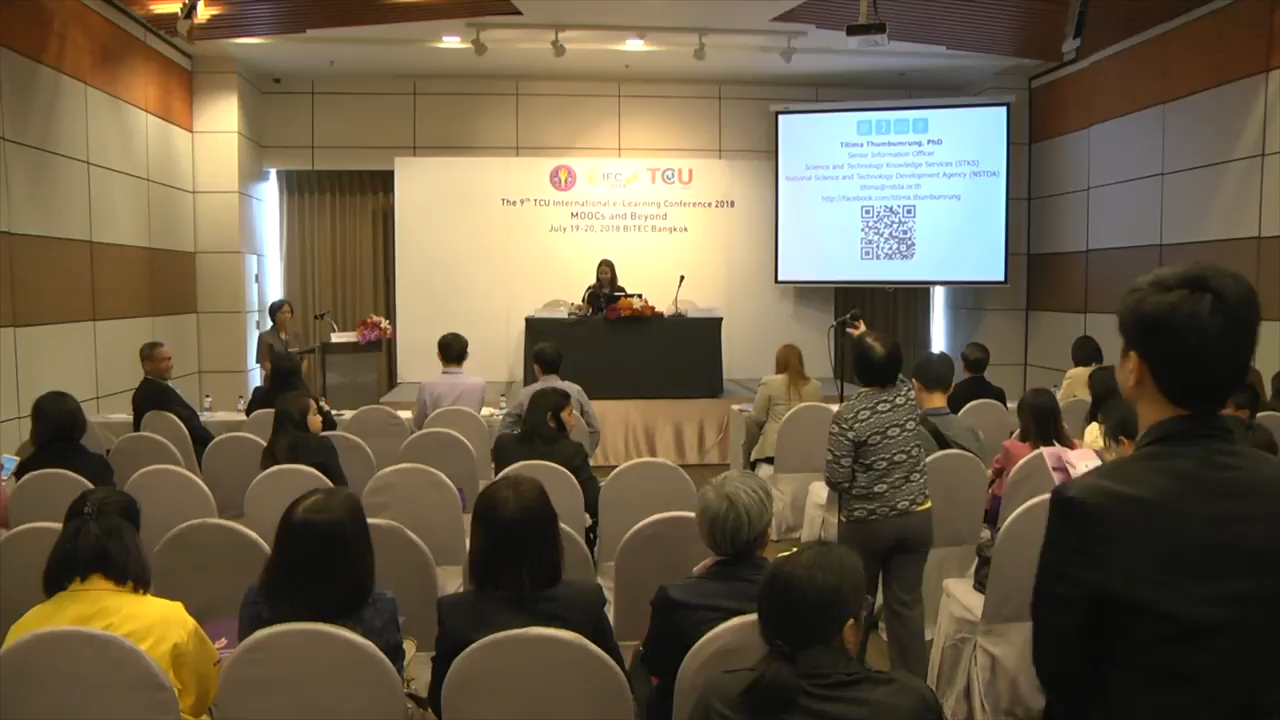 IEC
TCU
The 9th TCU International e-Learning Conference 2018
MOOCs and Beyond
July 19-20, 2018 BITEC Bangkok
Titima Thumbumrung, PhD
Senior Information Officer
Science and Technology Knowledge Services (STKS)
National Science and Technology Development Agency (NSTDA)
titima@nstda.or.th
http://facebook.com/titima.thumbumrung